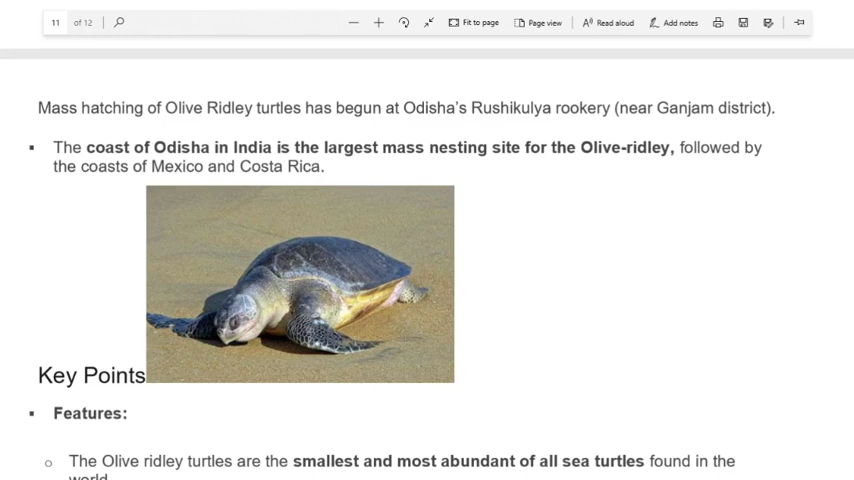 11 of 12 Fit to page Page view Read aloud Add notes
Mass hatching of Olive Ridley turtles has begun at Odisha's Rushikulya rookery (near Ganjam district).
▪ The coast of Odisha in India is the largest mass nesting site for the Olive-ridley, followed by
the coasts of Mexico and Costa Rica.
Key Points
▪ Features:
o The Olive ridley turtles are the smallest and most abundant of all sea turtles found in the
world